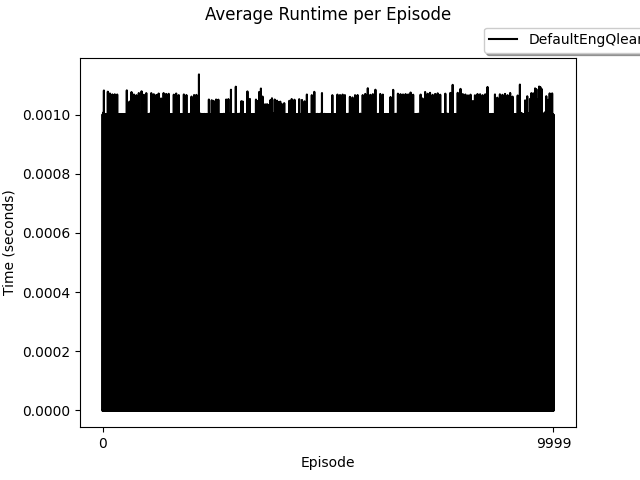 Average Runtime per Episode
DefaultEngQlear
0.0010
0.0008
0.0006
0.0004
0.0002
0.0000
Time (seconds)
0
9999
Episode